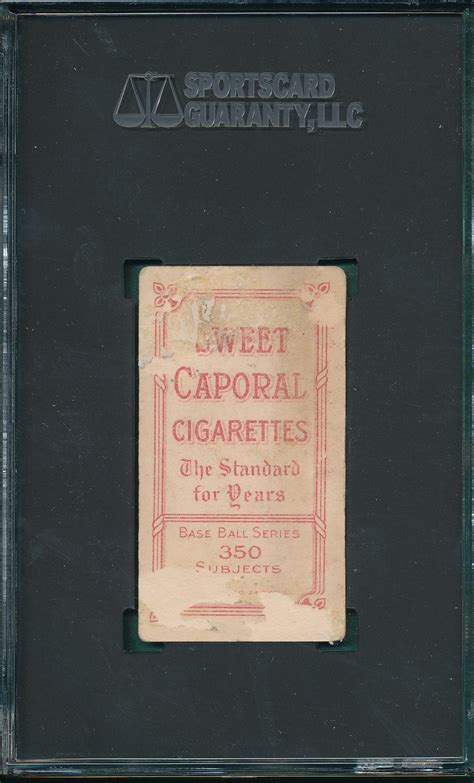 SPORTSCARD
GUARANTY, LLC
SWEET
CAPORAL
CIGARETTES
The Standard
for Years
BASE BALL SERIES
350
SUBJECTS